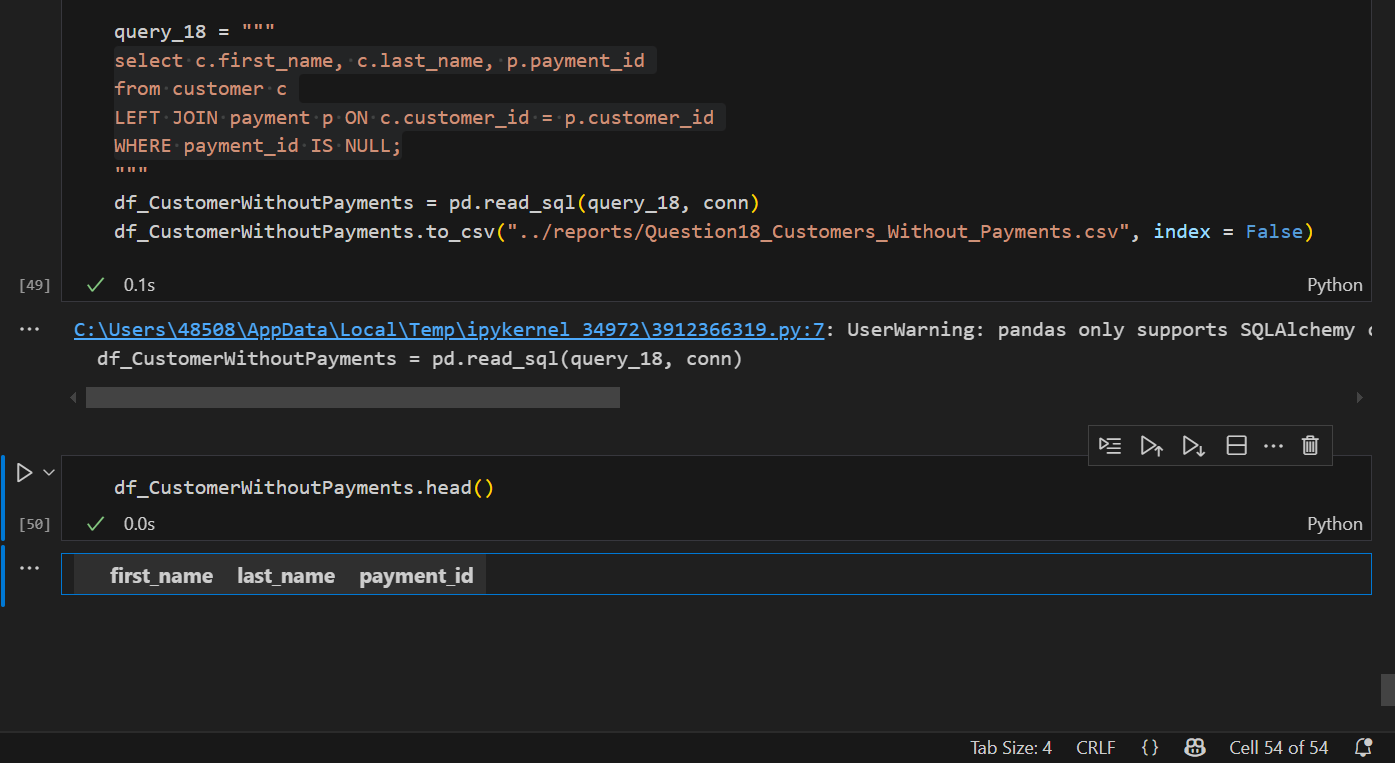 query_18 = """
select c.first_name, c.last_name, p.payment_id
from customer c
LEFT JOIN payment p ON c.customer_id = p.customer_id
WHERE payment_id IS NULL;
"""
df_CustomerWithoutPayments = pd.read_sql(query_18, conn)
df_CustomerWithoutPayments.to_csv("../reports/Question18_Customers_Without_Payments.csv", index = False)
[49] 0.1s Python
C:\Users\48508\AppData\Local\Temp\ipykernel_34972\3912366319.py:7: UserWarning: pandas only supports SQLAlchemy
df_CustomerWithoutPayments = pd.read_sql(query_18, conn)
df_CustomerWithoutPayments.head()
[50] 0.0s Python
first_name last_name payment_id
Tab Size: 4 CRLF {} Cell 54 of 54